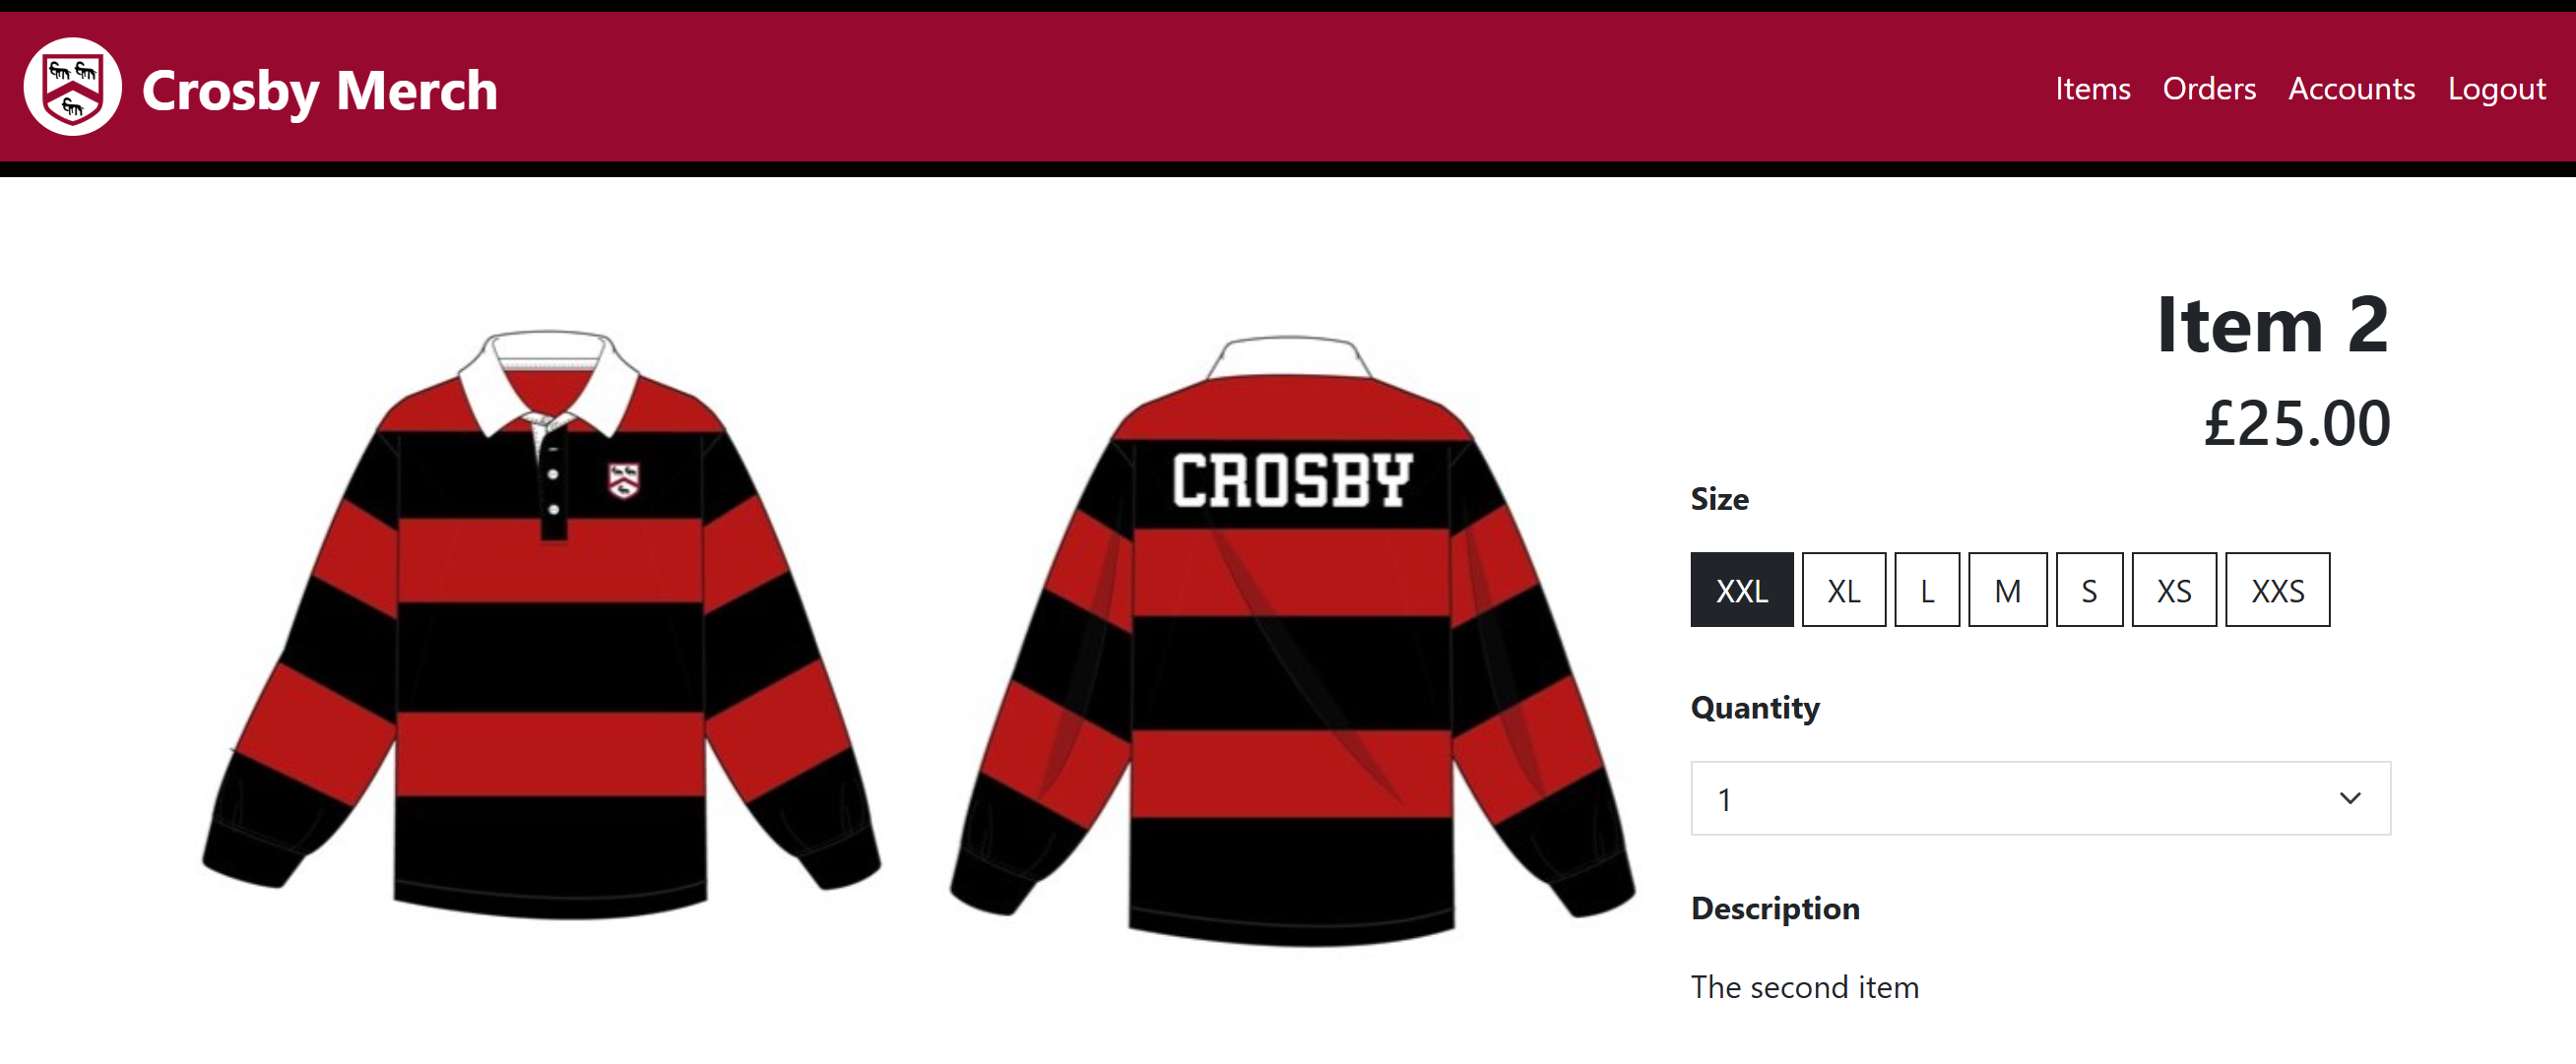 Crosby Merch
Items Orders Accounts Logout
CROSBY
Item 2
£25.00
Size
XXL XL L M S XS XXS
Quantity
1
Description
The second item